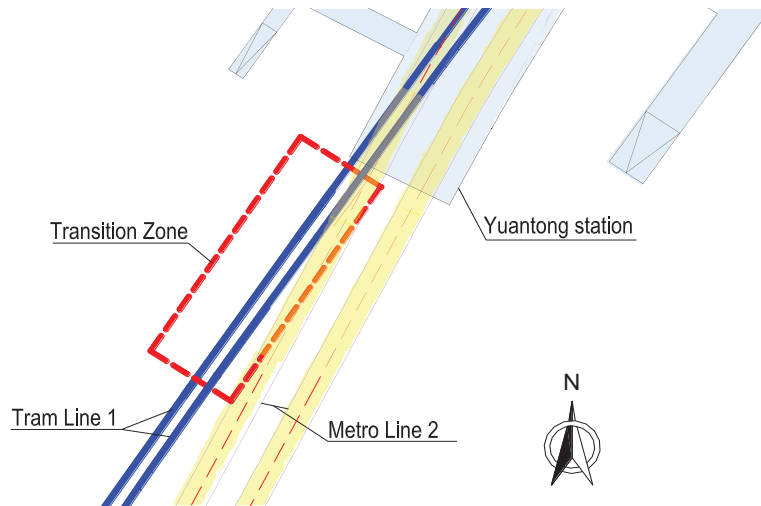 Transition Zone
Yuantong station
N
Tram Line 1
Metro Line 2